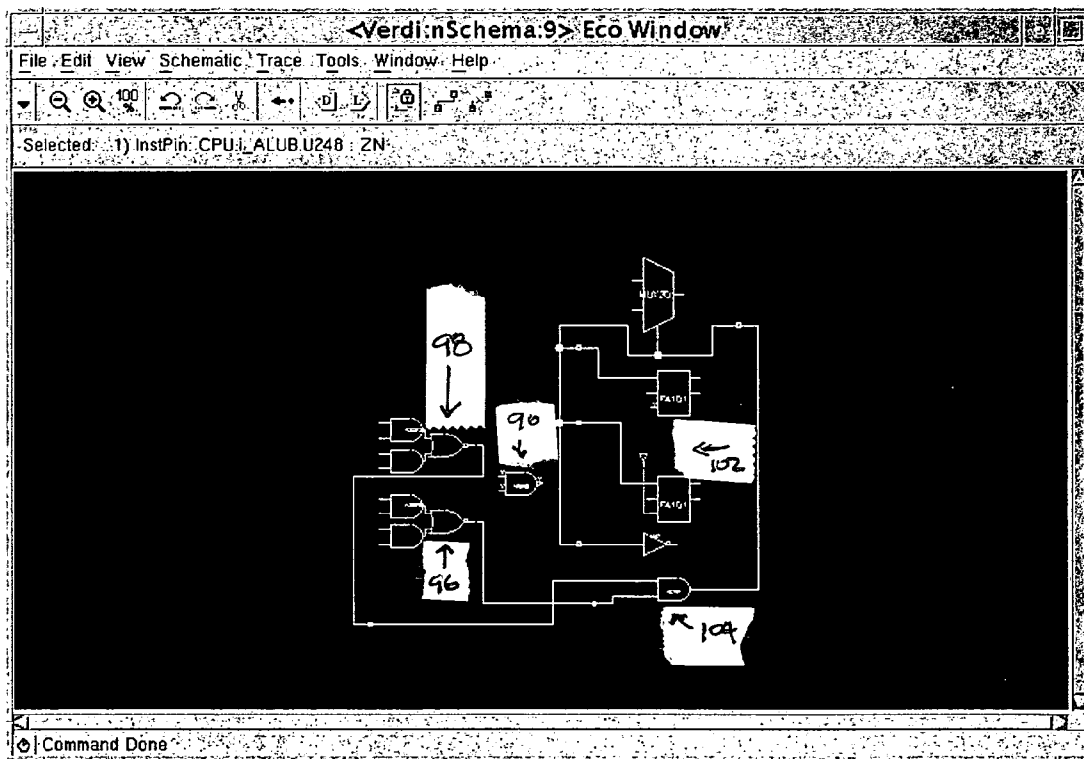 <Verdi:nSchema:9> Eco Window
File Edit View Schematic Trace Tools Window Help
100
%
D L
Selected: 1) InstPin: CPU.i_ALUB.U248 : ZN
98
FA1D1
90
102
FA1D1
96
104
Command Done